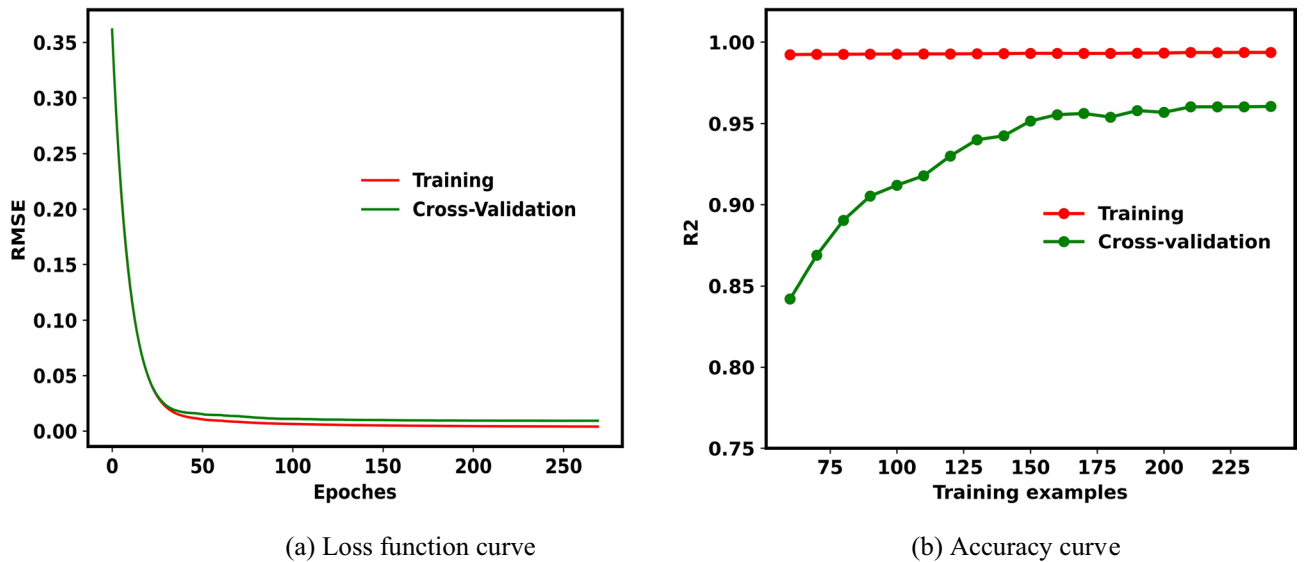 0.35
0.30
0.25
0.20
0.15
0.10
0.05
0.00
RMSE
Training
Cross-Validation
0 50 100 150 200 250
Epoches
(a) Loss function curve
1.00
0.95
0.90
0.85
0.80
0.75
R2
Training
Cross-validation
75 100 125 150 175 200 225
Training examples
(b) Accuracy curve